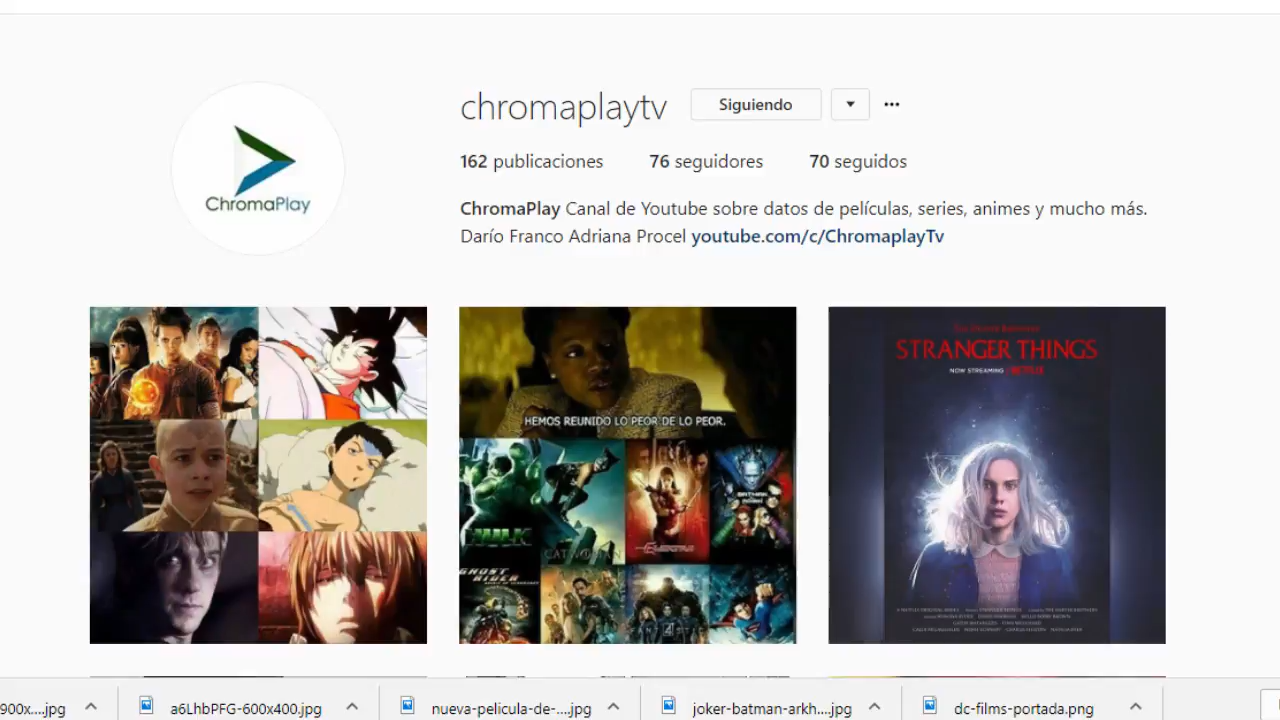 chromaplaytv Siguiendo
162 publicaciones 76 seguidores 70 seguidos
ChromaPlay Canal de Youtube sobre datos de películas, series, animes y mucho más.
Darío Franco Adriana Procel youtube.com/c/ChromaplayTv
ChromaPlay
HEMOS REUNIDO LO PEOR DE LO PEOR.
HULK
CATWOMAN
ELEKTRA
BATMAN
GHOST RIDER
FANT4STIC
STRANGER THINGS
NOW STREAMING NETFLIX
900x....jpg
a6LhbPFG-600x400.jpg
nueva-pelicula-de-....jpg
joker-batman-arkh....jpg
dc-films-portada.png